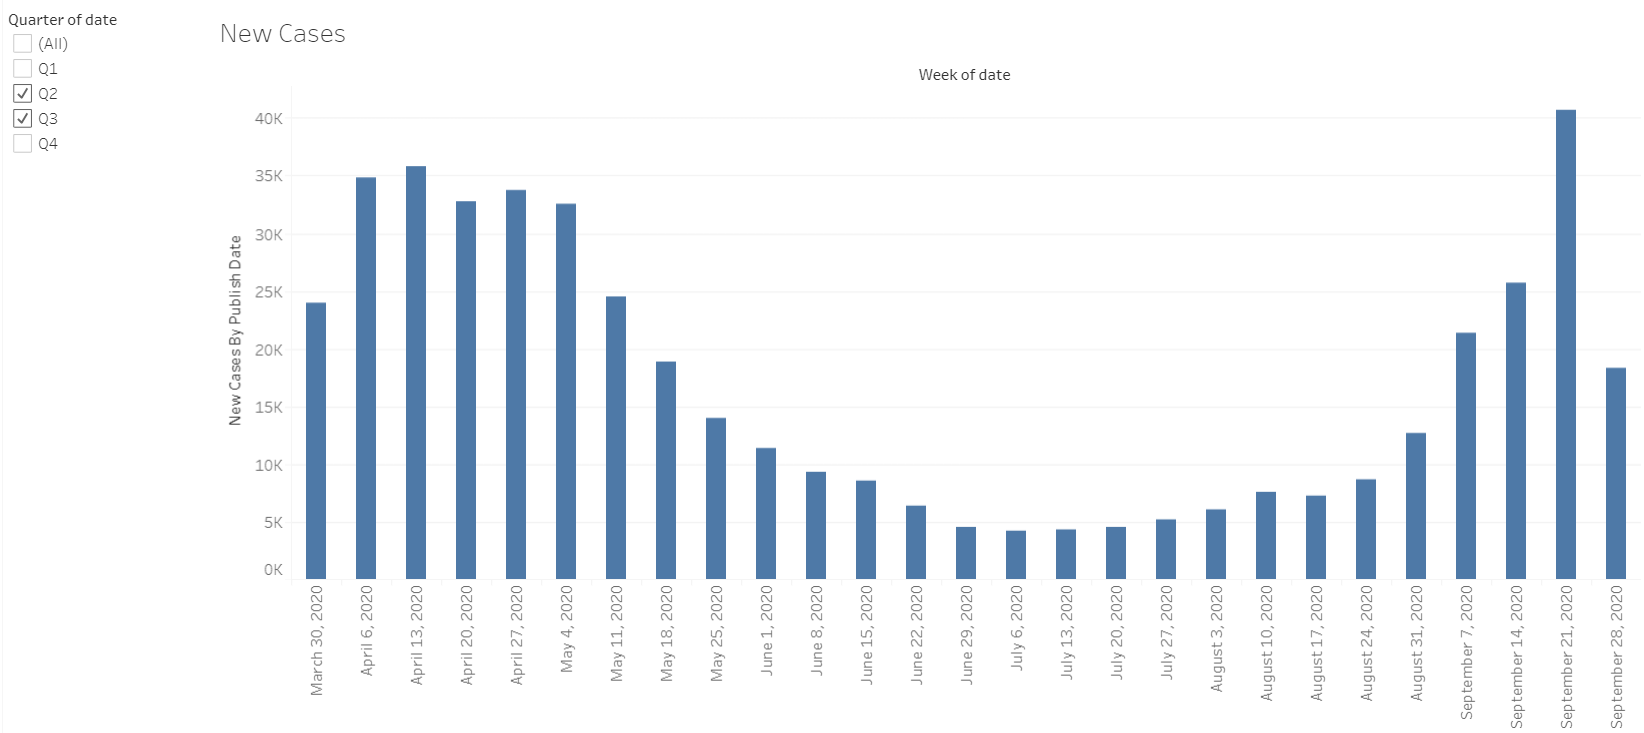 Quarter of date
(All)
Q1
Q2
Q3
Q4
New Cases
Week of date
New Cases By Publish Date
40K
35K
30K
25K
20K
15K
10K
5K
0K
March 30, 2020
April 6, 2020
April 13, 2020
April 20, 2020
April 27, 2020
May 4, 2020
May 11, 2020
May 18, 2020
May 25, 2020
June 1, 2020
June 8, 2020
June 15, 2020
June 22, 2020
June 29, 2020
July 6, 2020
July 13, 2020
July 20, 2020
July 27, 2020
August 3, 2020
August 10, 2020
August 17, 2020
August 24, 2020
August 31, 2020
September 7, 2020
September 14, 2020
September 21, 2020
September 28, 2020